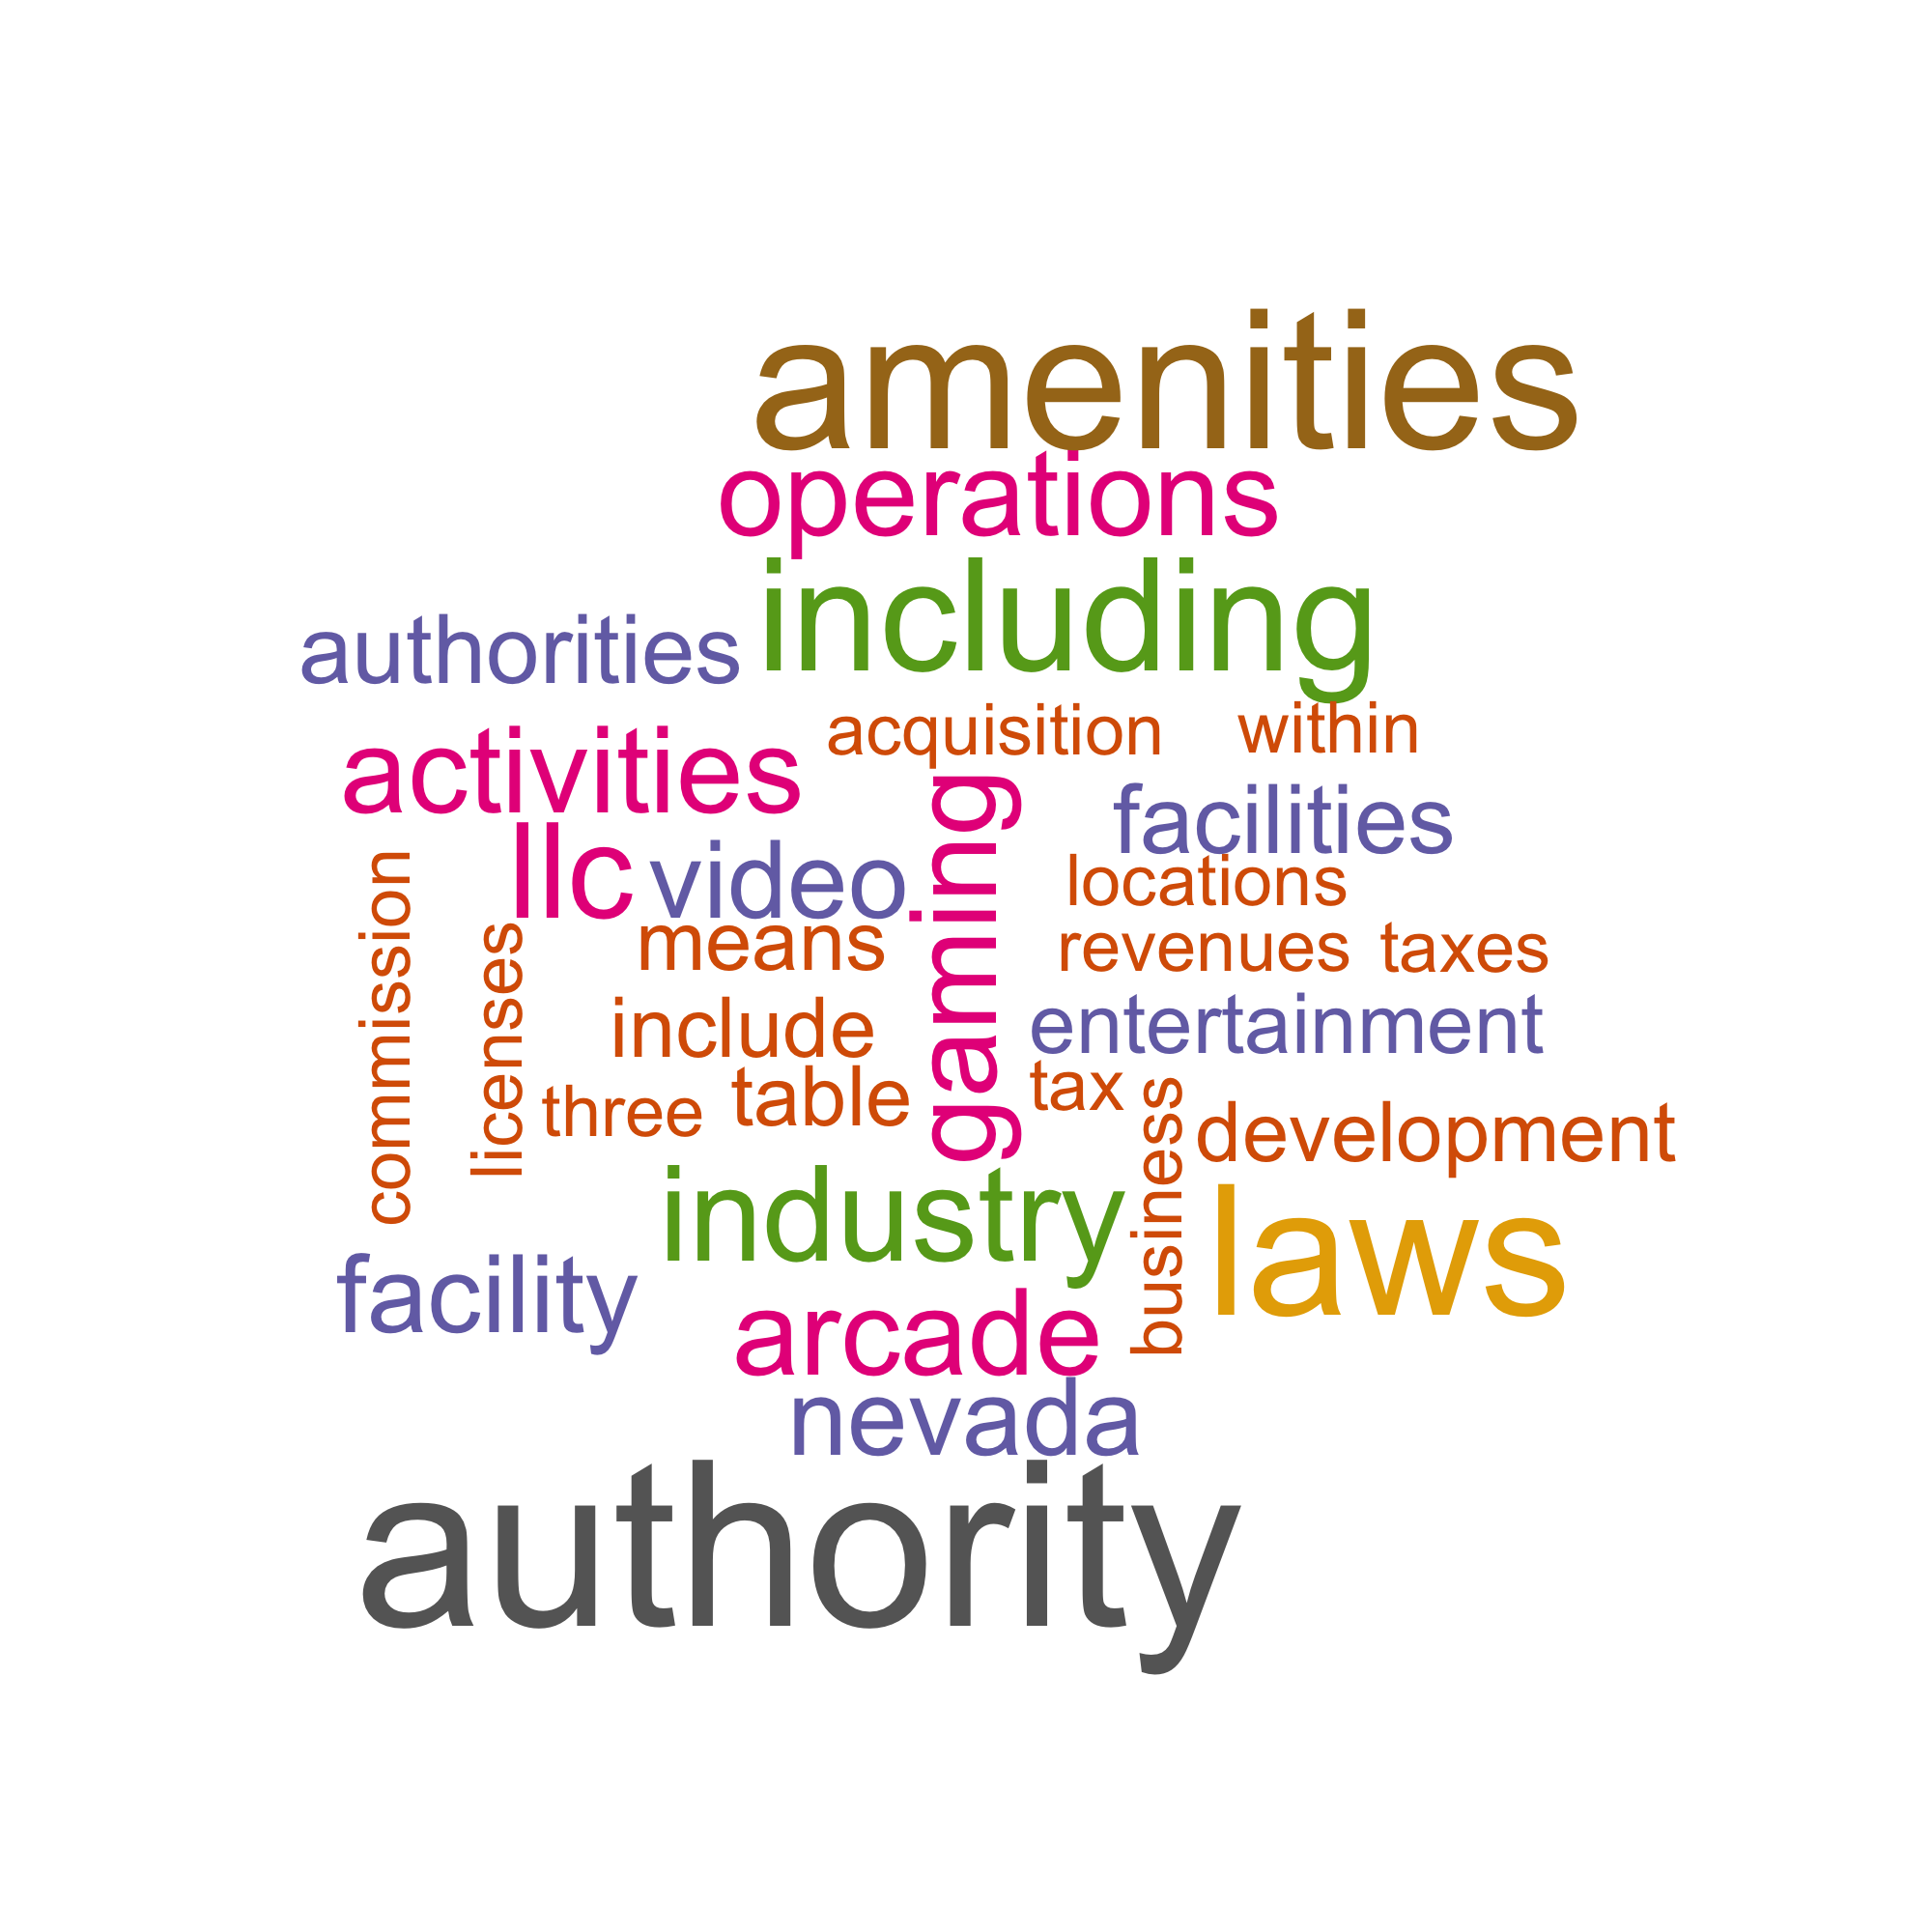 amenities
operations
including
authorities
acquisition within
activities
facilities
llc video
gaming
locations
commission
licenses
means
revenues taxes
include
entertainment
three table
tax
business
development
industry
laws
facility
arcade
nevada
authority